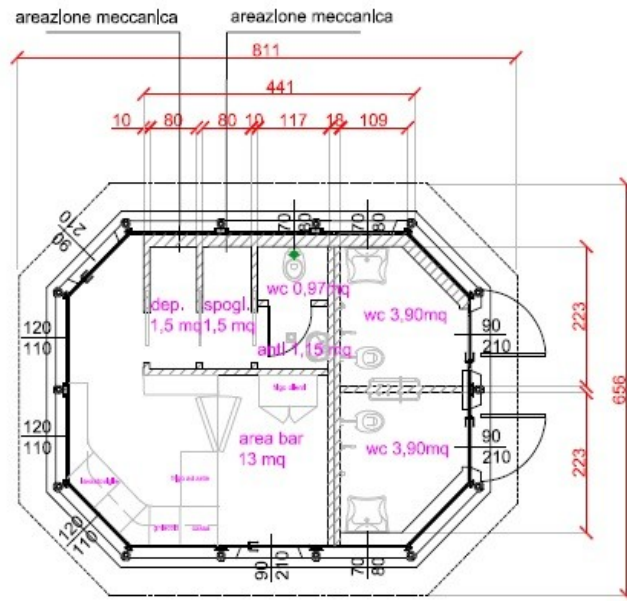 areazione meccanica
areazione meccanica
811
441
10 80 80 10 117 18 109
210
90
70
80
70
80
wc 0,97mq
dep.
1,5 mq
spogl.
1,5 mq
wc 3,90mq
223
120
110
anti 1,15 mq
90
210
656
120
110
area bar
13 mq
wc 3,90mq
90
210
223
120
110
90
210
70
80